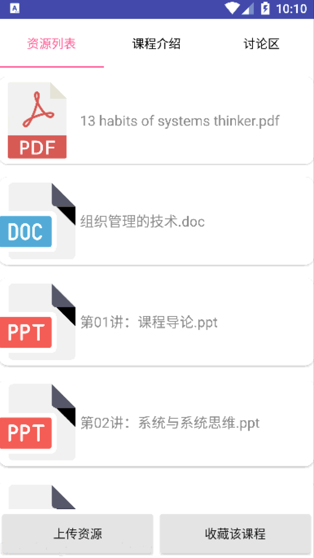 A
10:10
资源列表
课程介绍
讨论区
PDF
13 habits of systems thinker.pdf
DOC
组织管理的技术.doc
PPT
第01讲：课程导论.ppt
PPT
第02讲：系统与系统思维.ppt
上传资源
收藏该课程